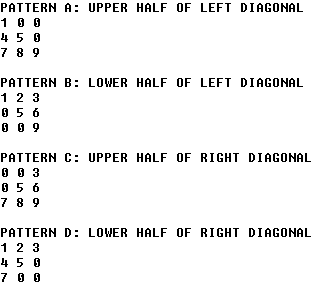 PATTERN A: UPPER HALF OF LEFT DIAGONAL
1 0 0
4 5 0
7 8 9
PATTERN B: LOWER HALF OF LEFT DIAGONAL
1 2 3
0 5 6
0 0 9
PATTERN C: UPPER HALF OF RIGHT DIAGONAL
0 0 3
0 5 6
7 8 9
PATTERN D: LOWER HALF OF RIGHT DIAGONAL
1 2 3
4 5 0
7 0 0